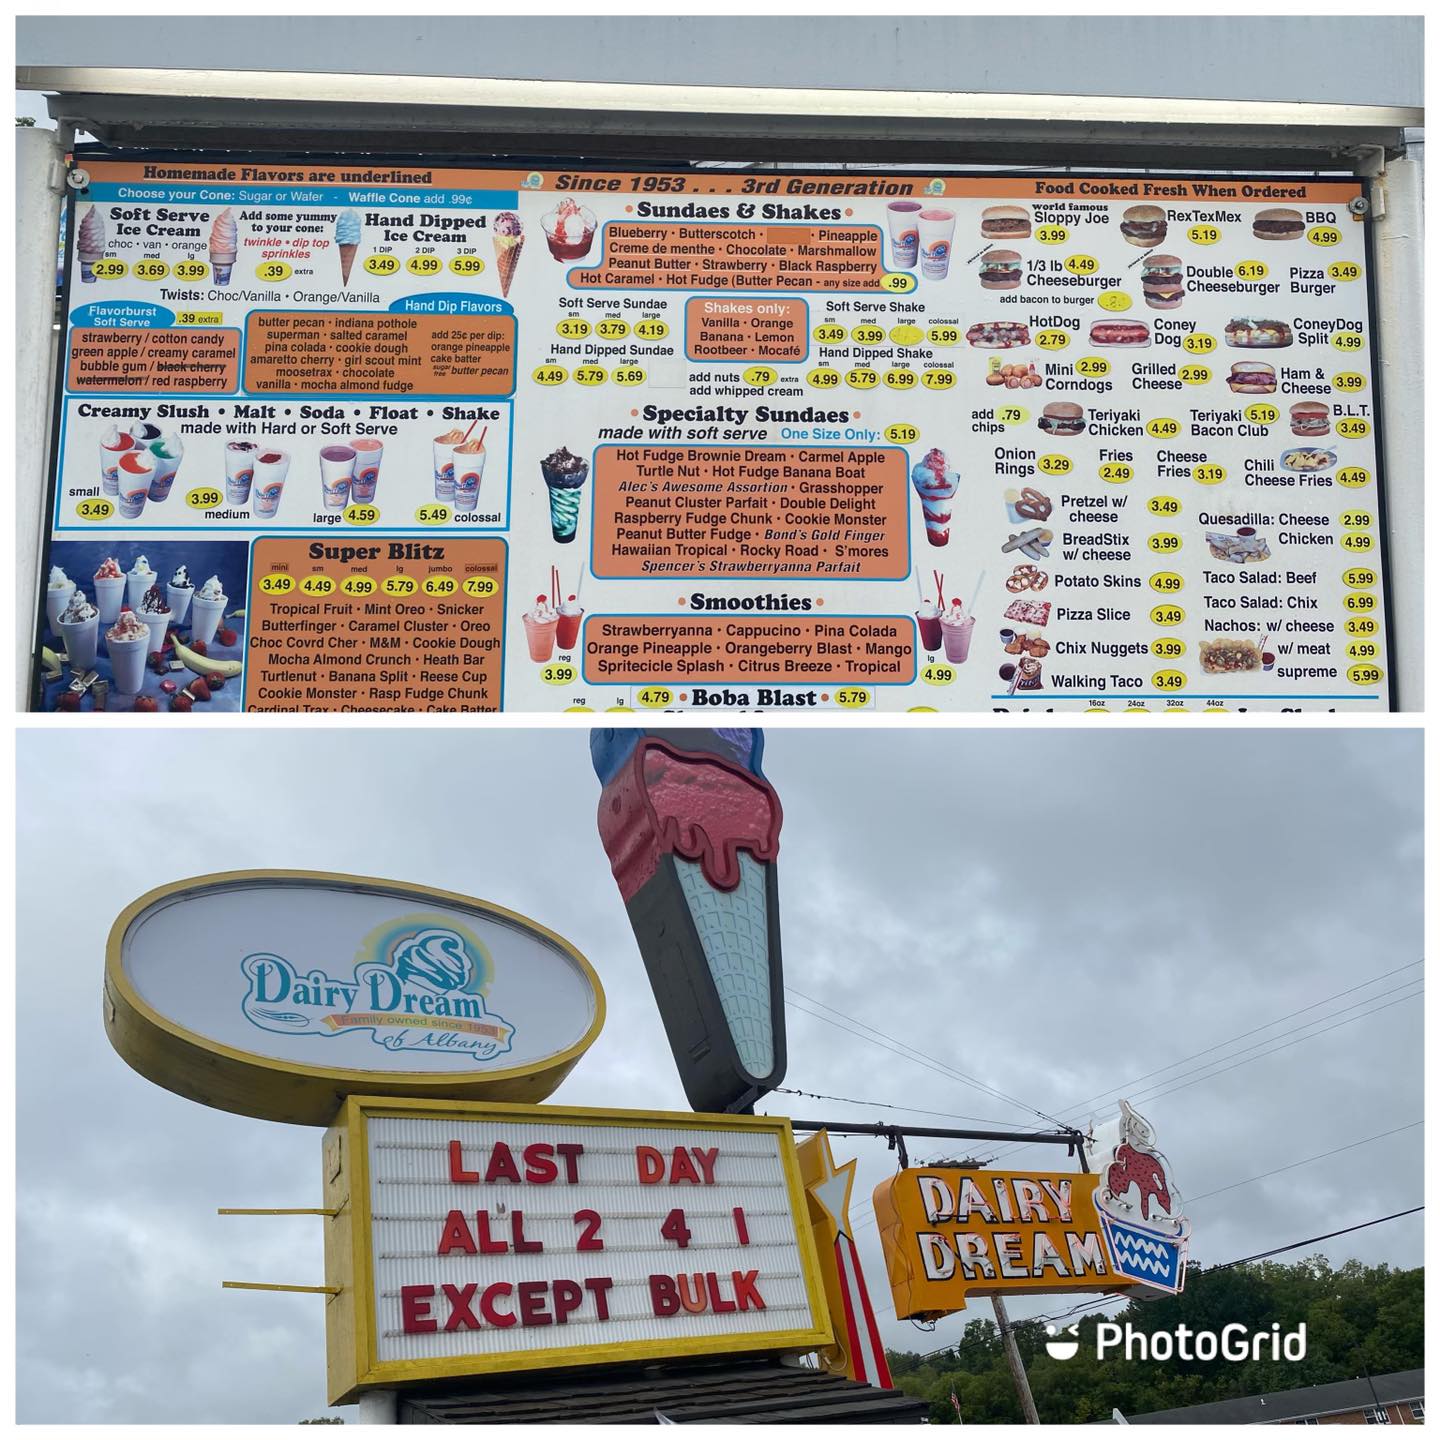 Homemade Flavors are underlined
Choose your Cone: Sugar or Wafer - Waffle Cone add .99¢
Soft Serve
Ice Cream
choc • van • orange
sm med lg
2.99 3.69 3.99
Add some yummy
to your cone:
twinkle • dip top
sprinkles
.39 extra
Hand Dipped
Ice Cream
1 DIP 2 DIP 3 DIP
3.49 4.99 5.99
Twists: Choc/Vanilla • Orange/Vanilla
Flavorburst
Soft Serve
.39 extra
strawberry / cotton candy
green apple / creamy caramel
bubble gum / black cherry
watermelon / red raspberry
Hand Dip Flavors
butter pecan • indiana pothole
superman • salted caramel
pina colada • cookie dough
amaretto cherry • girl scout mint
moosetrax • chocolate
vanilla • mocha almond fudge
add 25¢ per dip:
orange pineapple
cake batter
sugar free butter pecan
Creamy Slush • Malt • Soda • Float • Shake
made with Hard or Soft Serve
small
3.49
3.99
medium
large 4.59
5.49 colossal
Super Blitz
mini sm med lg jumbo colossal
3.49 4.49 4.99 5.79 6.49 7.99
Tropical Fruit • Mint Oreo • Snicker
Butterfinger • Caramel Cluster • Oreo
Choc Covrd Cher • M&M • Cookie Dough
Mocha Almond Crunch • Heath Bar
Turtlenut • Banana Split • Reese Cup
Cookie Monster • Rasp Fudge Chunk
Cardinal Trax • Cheesecake • Cake Batter
Since 1953 . . . 3rd Generation
• Sundaes & Shakes •
Blueberry • Butterscotch • • Pineapple
Creme de menthe • Chocolate • Marshmallow
Peanut Butter • Strawberry • Black Raspberry
Hot Caramel • Hot Fudge (Butter Pecan - any size add .99
Soft Serve Sundae
sm med large
3.19 3.79 4.19
Hand Dipped Sundae
sm med large
4.49 5.79 5.69
Shakes only:
Vanilla • Orange
Banana • Lemon
Rootbeer • Mocafé
Soft Serve Shake
sm med large colossal
3.49 3.99 5.99
Hand Dipped Shake
sm med large colossal
4.99 5.79 6.99 7.99
add nuts .79 extra
add whipped cream
• Specialty Sundaes •
made with soft serve One Size Only: 5.19
Hot Fudge Brownie Dream • Carmel Apple
Turtle Nut • Hot Fudge Banana Boat
Alec's Awesome Assortion • Grasshopper
Peanut Cluster Parfait • Double Delight
Raspberry Fudge Chunk • Cookie Monster
Peanut Butter Fudge • Bond's Gold Finger
Hawaiian Tropical • Rocky Road • S'mores
Spencer's Strawberryanna Parfait
• Smoothies •
Strawberryanna • Cappucino • Pina Colada
Orange Pineapple • Orangeberry Blast • Mango
Spritecicle Splash • Citrus Breeze • Tropical
reg
3.99
lg
4.99
reg lg 4.79 • Boba Blast • 5.79
Food Cooked Fresh When Ordered
world famous
Sloppy Joe
3.99
RexTexMex
5.19
BBQ
4.99
1/3 lb 4.49
Cheeseburger
add bacon to burger
Double 6.19
Cheeseburger
Pizza 3.49
Burger
HotDog
2.79
Coney
Dog 3.19
ConeyDog
Split 4.99
Mini 2.99
Corndogs
Grilled 2.99
Cheese
Ham &
Cheese 3.99
add .79
chips
Teriyaki
Chicken 4.49
Teriyaki 5.19
Bacon Club
B.L.T.
3.49
Onion
Rings 3.29
Fries
2.49
Cheese
Fries 3.19
Chili
Cheese Fries 4.49
Pretzel w/
cheese 3.49
BreadStix
w/ cheese 3.99
Potato Skins 4.99
Pizza Slice 3.49
Chix Nuggets 3.99
Walking Taco 3.49
Quesadilla: Cheese 2.99
Chicken 4.99
Taco Salad: Beef 5.99
Taco Salad: Chix 6.99
Nachos: w/ cheese 3.49
w/ meat 4.99
supreme 5.99
16oz 24oz 32oz 44oz
Dairy Dream
Family owned since 1953
of Albany
LAST DAY
ALL 2 4 1
EXCEPT BULK
DAIRY
DREAM
PhotoGrid